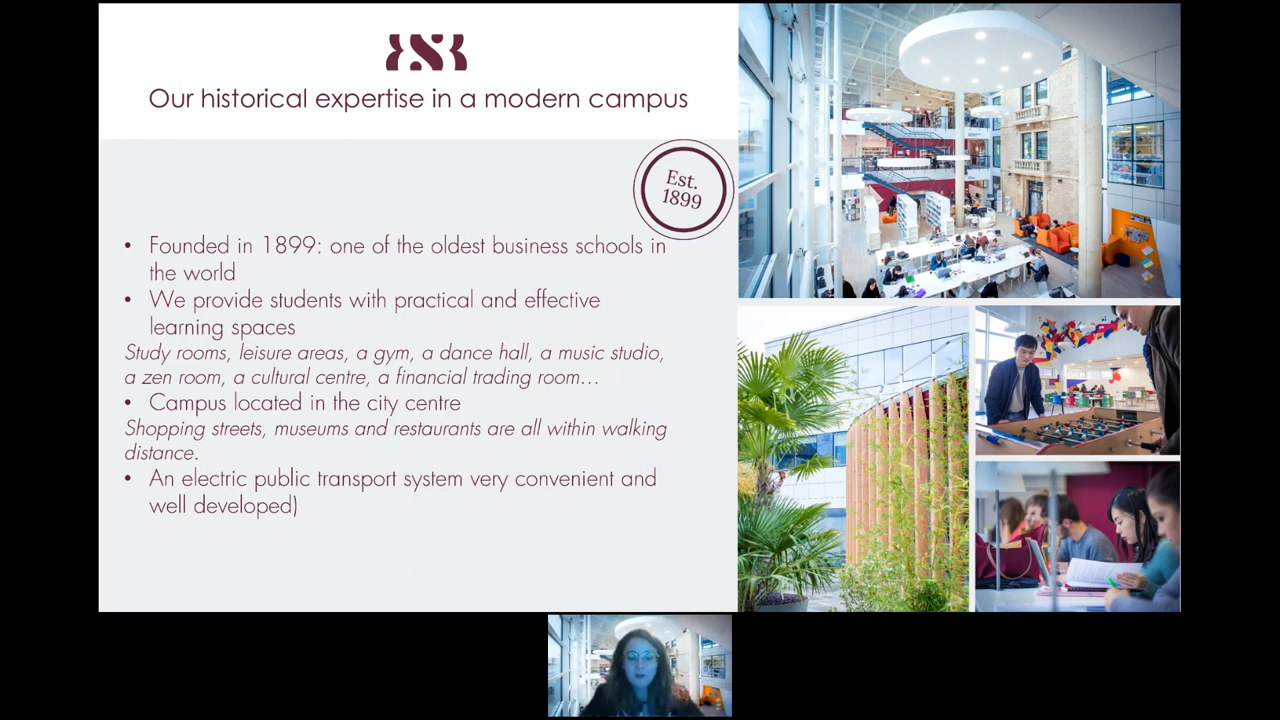 Our historical expertise in a modern campus
Est.
1899
• Founded in 1899: one of the oldest business schools in
the world
• We provide students with practical and effective
learning spaces
Study rooms, leisure areas, a gym, a dance hall, a music studio,
a zen room, a cultural centre, a financial trading room…
• Campus located in the city centre
Shopping streets, museums and restaurants are all within walking
distance.
• An electric public transport system very convenient and
well developed)